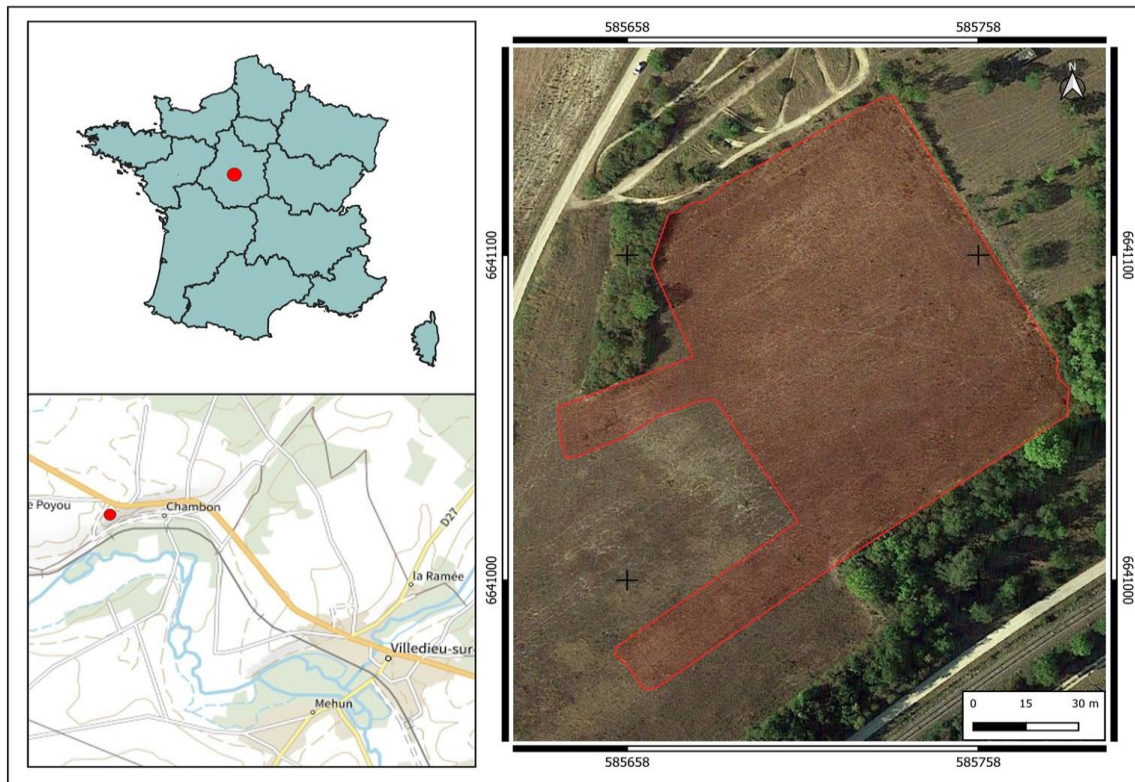 585658 585758
N
6641100 6641100
6641000 6641000
0 15 30 m
585658 585758
e Poyou
Chambon
D27
la Ramée
Villedieu-sur-
Mehun